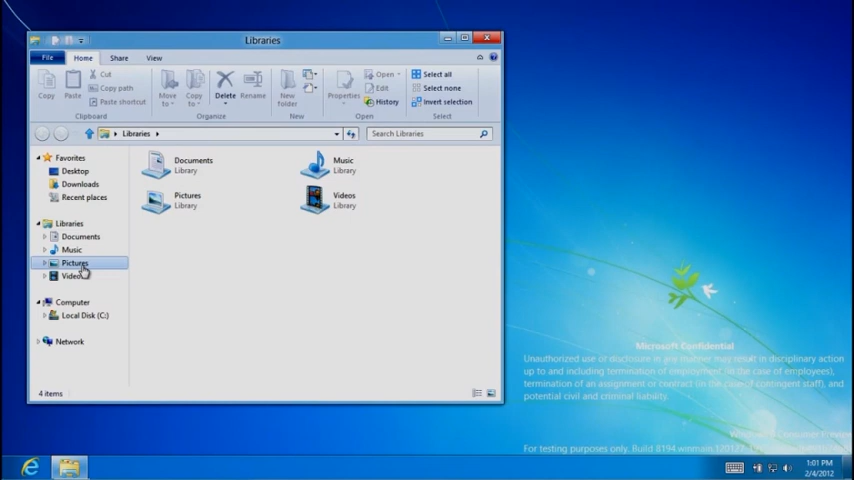 Libraries
File Home Share View
Copy
Paste
Cut
Copy path
Paste shortcut
Clipboard
Move to
Copy to
Delete
Rename
Organize
New folder
New
Properties
Open
Edit
History
Open
Select all
Select none
Invert selection
Select
Libraries
Search Libraries
Favorites
Desktop
Downloads
Recent places
Libraries
Documents
Music
Pictures
Videos
Computer
Local Disk (C:)
Network
Documents
Library
Music
Library
Pictures
Library
Videos
Library
4 items
Microsoft Confidential
Unauthorized use or disclosure in any manner may result in disciplinary action
up to and including termination of employment (in the case of employees),
termination of an assignment or contract (in the case of contingent staff), and
potential civil and criminal liability.
Consumer
For testing purposes only. Build 8194.winmain.
1:01 PM
2/4/2012